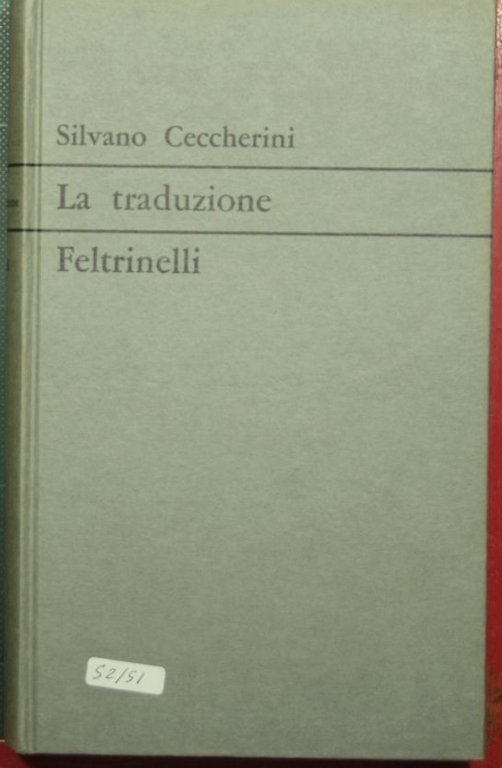 Silvano Ceccherini
La traduzione
Feltrinelli
52/51